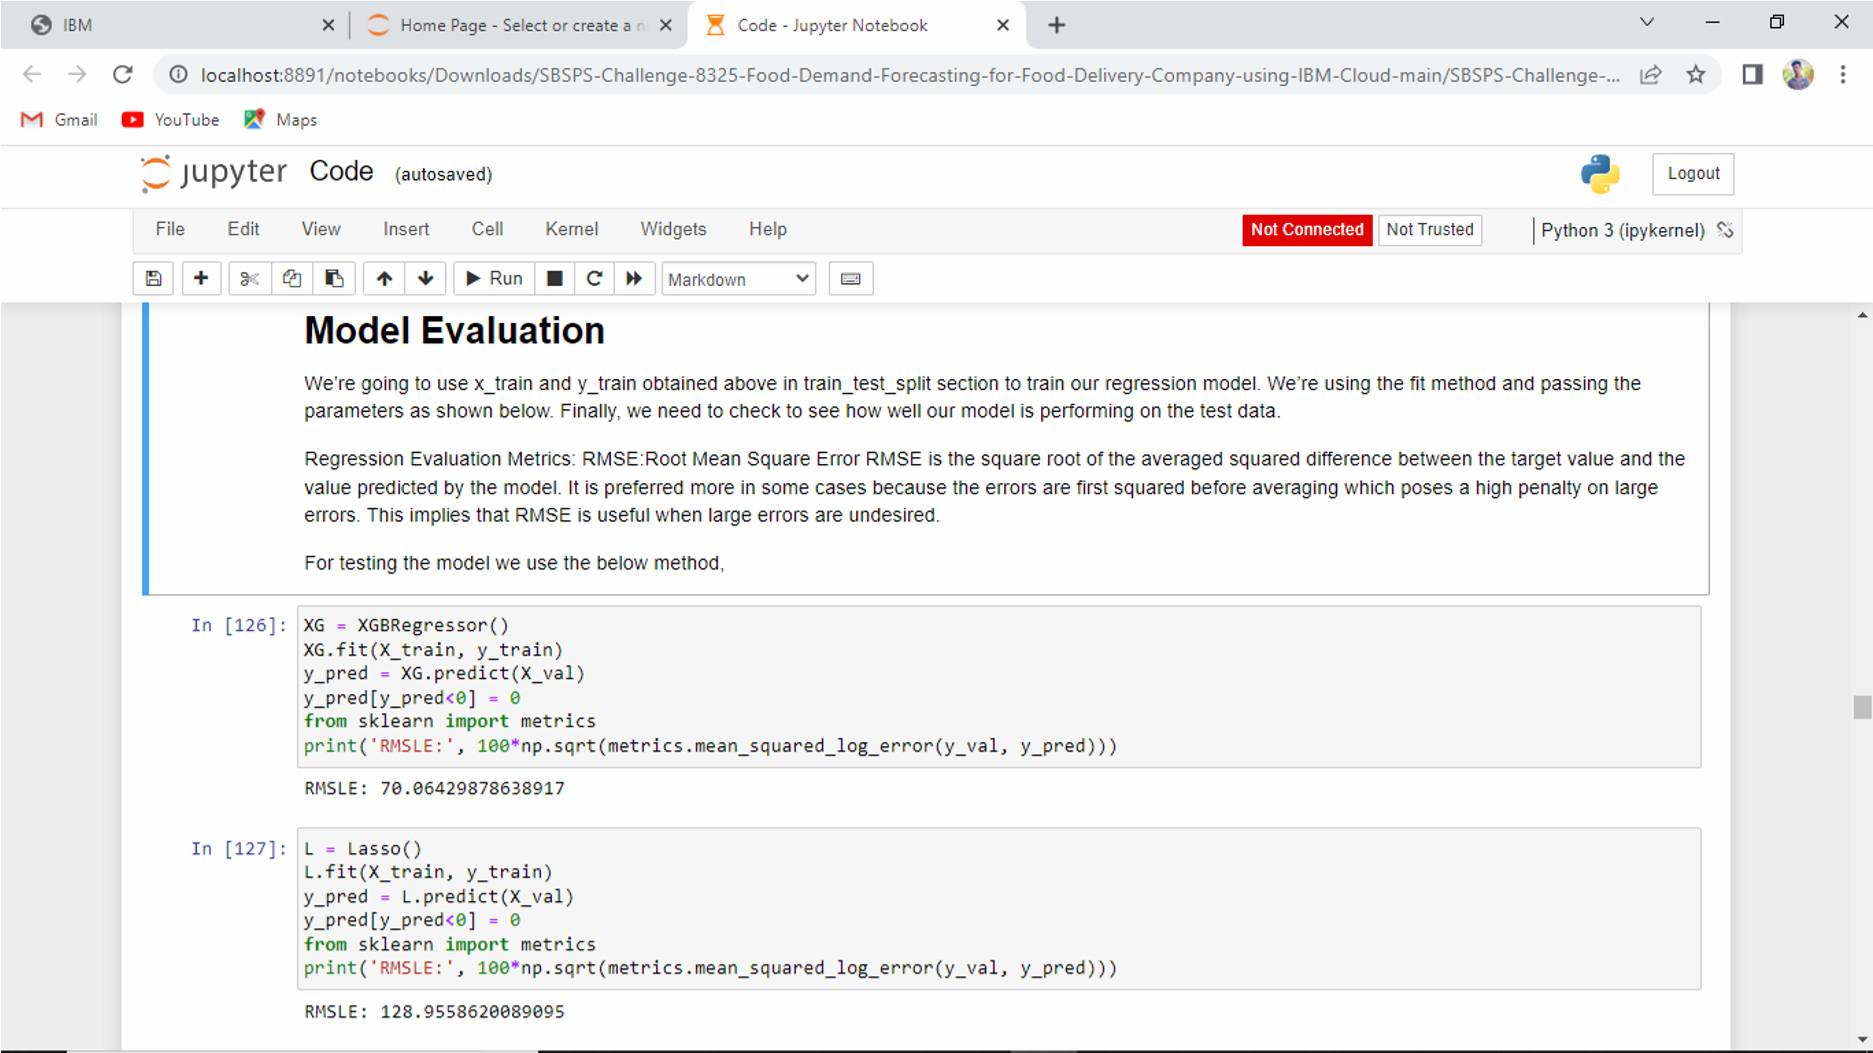 IBM
Home Page - Select or create a n
Code - Jupyter Notebook
localhost:8891/notebooks/Downloads/SBSPS-Challenge-8325-Food-Demand-Forecasting-for-Food-Delivery-Company-using-IBM-Cloud-main/SBSPS-Challenge-...
Gmail YouTube Maps
jupyter Code (autosaved)
Logout
File Edit View Insert Cell Kernel Widgets Help
Not Connected Not Trusted Python 3 (ipykernel)
Run Markdown
Model Evaluation
We’re going to use x_train and y_train obtained above in train_test_split section to train our regression model. We’re using the fit method and passing the
parameters as shown below. Finally, we need to check to see how well our model is performing on the test data.
Regression Evaluation Metrics: RMSE:Root Mean Square Error RMSE is the square root of the averaged squared difference between the target value and the
value predicted by the model. It is preferred more in some cases because the errors are first squared before averaging which poses a high penalty on large
errors. This implies that RMSE is useful when large errors are undesired.
For testing the model we use the below method,
In [126]: XG = XGBRegressor()
XG.fit(X_train, y_train)
y_pred = XG.predict(X_val)
y_pred[y_pred<0] = 0
from sklearn import metrics
print('RMSLE:', 100*np.sqrt(metrics.mean_squared_log_error(y_val, y_pred)))
RMSLE: 70.06429878638917
In [127]: L = Lasso()
L.fit(X_train, y_train)
y_pred = L.predict(X_val)
y_pred[y_pred<0] = 0
from sklearn import metrics
print('RMSLE:', 100*np.sqrt(metrics.mean_squared_log_error(y_val, y_pred)))
RMSLE: 128.9558620089095